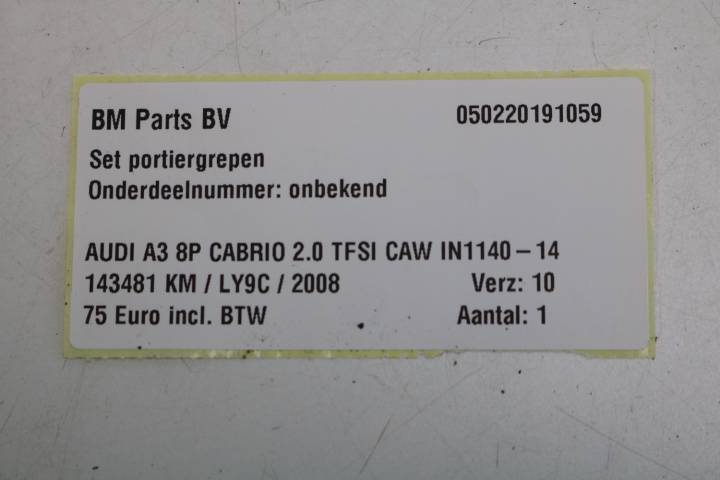 BM Parts BV 050220191059
Set portiergrepen
Onderdeelnummer: onbekend
AUDI A3 8P CABRIO 2.0 TFSI CAW IN1140-14
143481 KM / LY9C / 2008 Verz: 10
75 Euro incl. BTW Aantal: 1